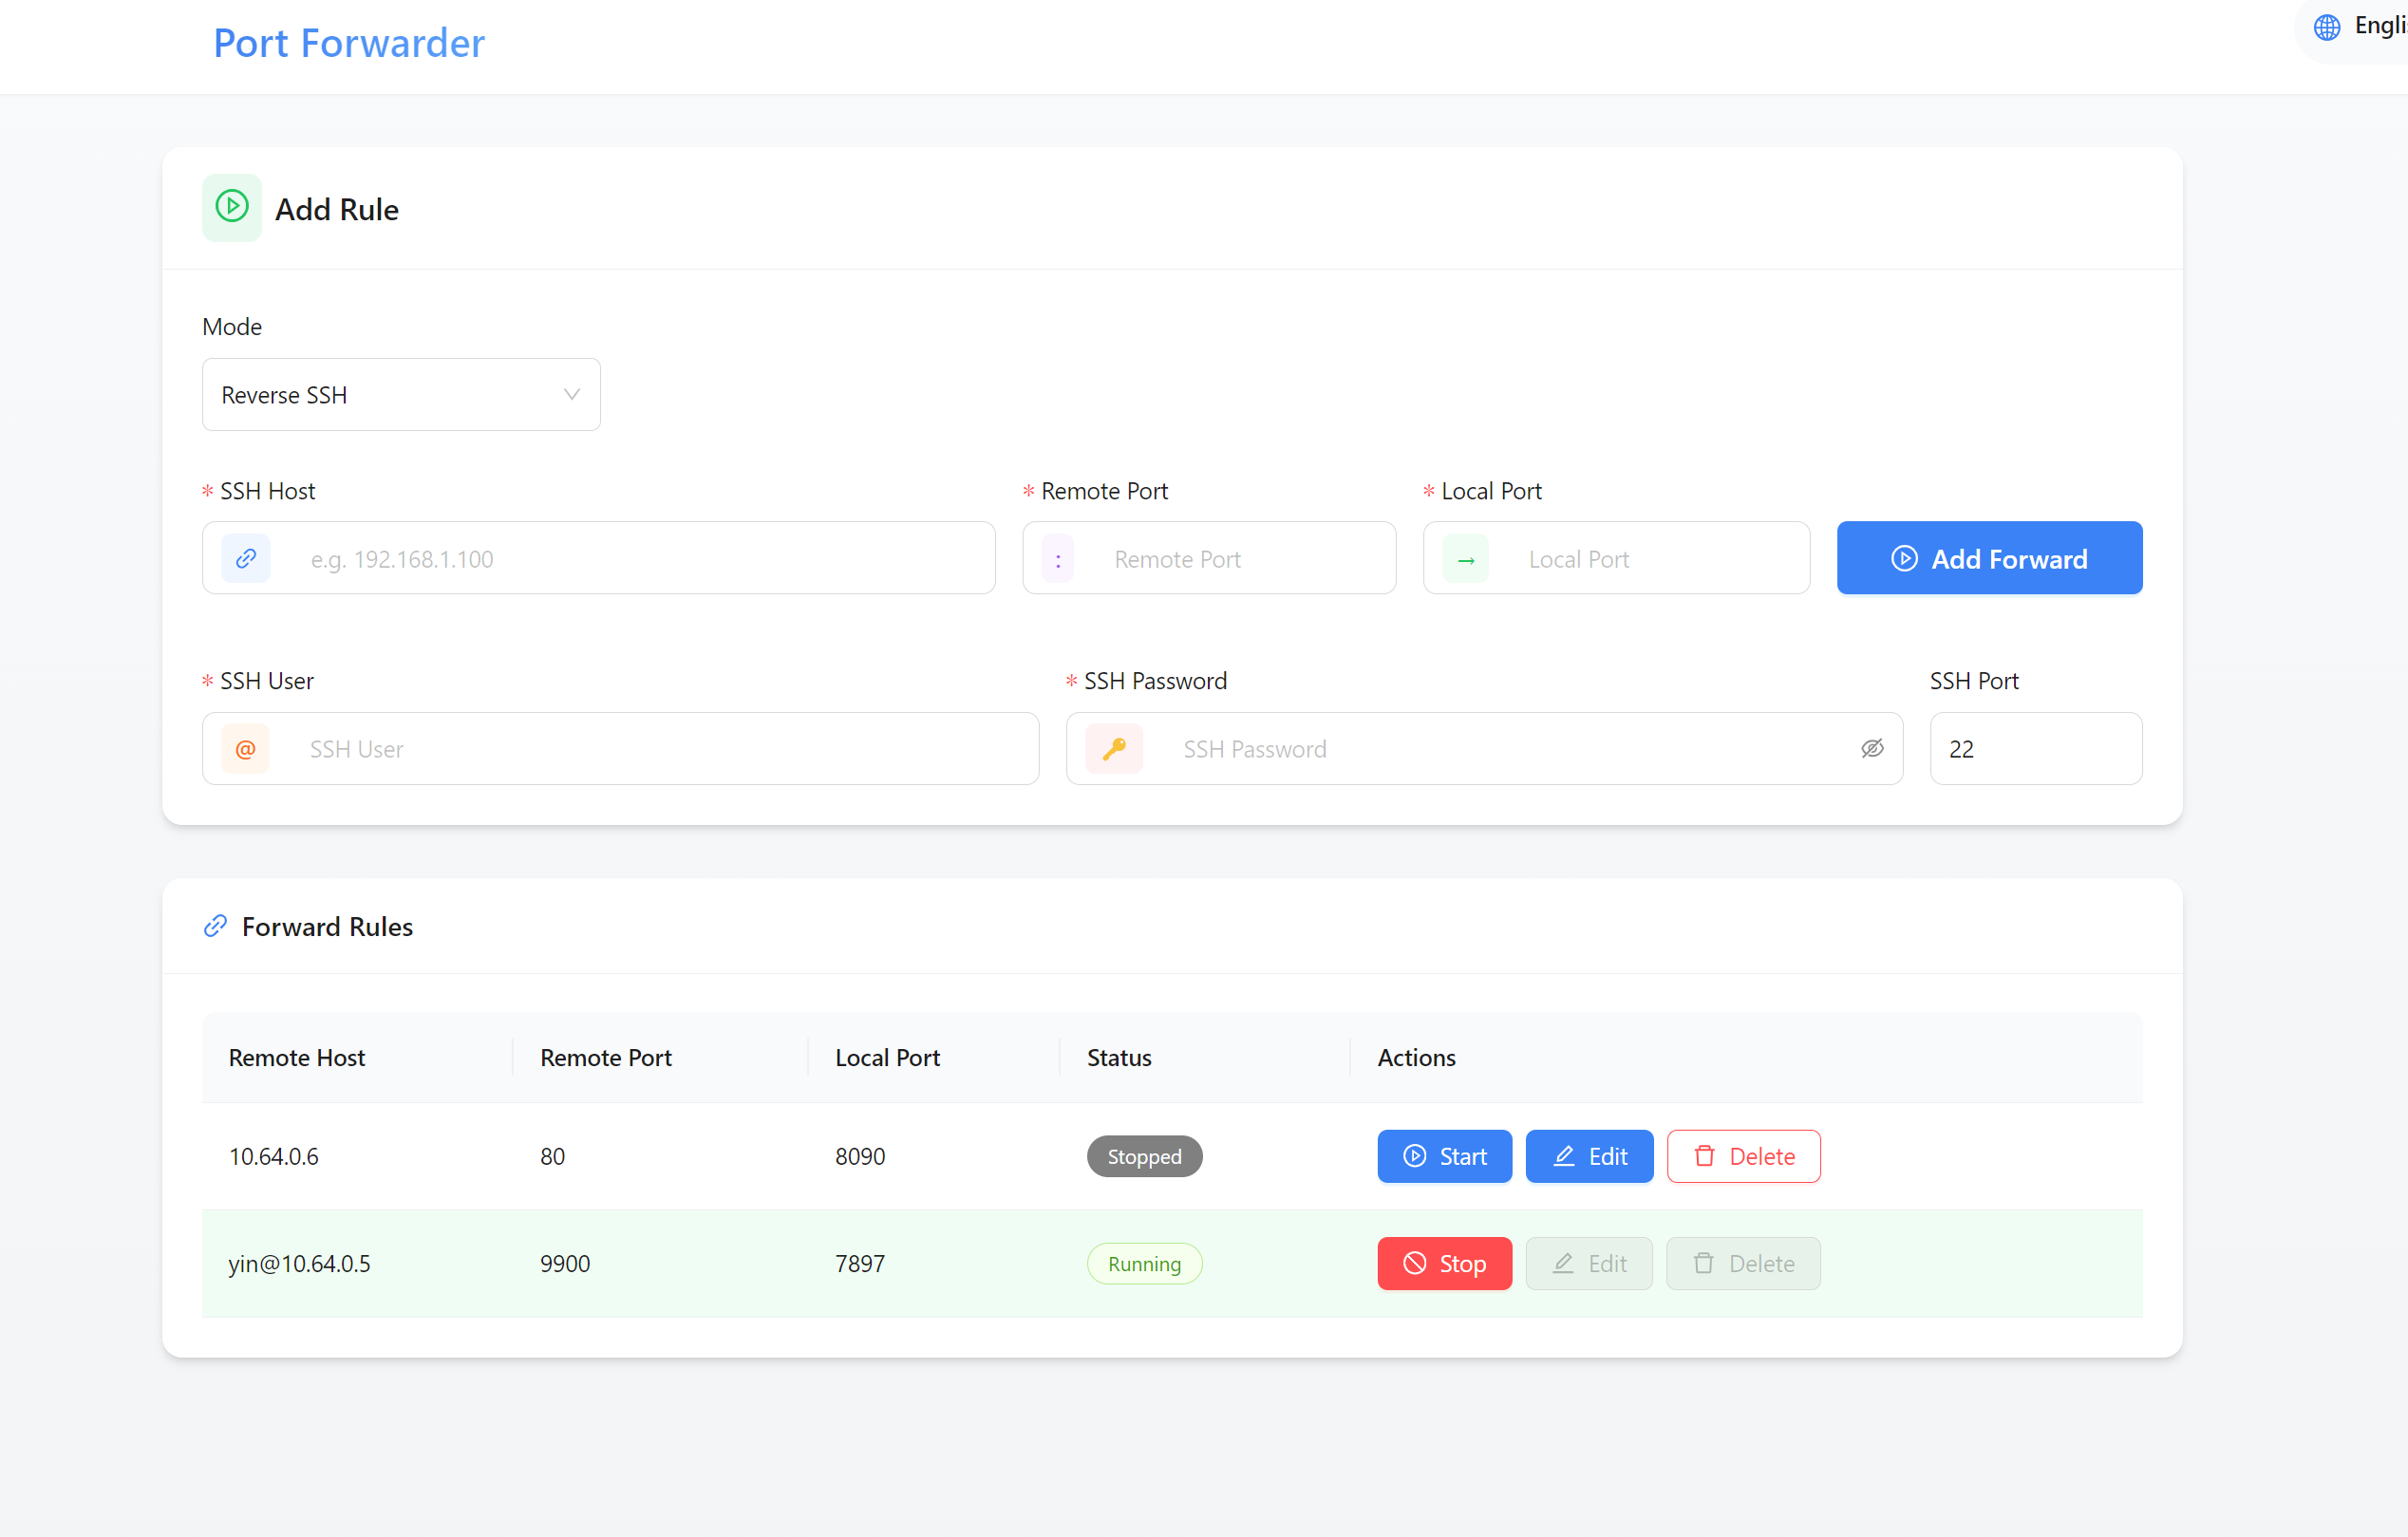 Port Forwarder
Add Rule
Mode
Reverse SSH
* SSH Host * Remote Port * Local Port
e.g. 192.168.1.100 : Remote Port → Local Port Add Forward
* SSH User * SSH Password SSH Port
@ SSH User SSH Password 22
Forward Rules
Remote Host Remote Port Local Port Status Actions
10.64.0.6 80 8090 Stopped Start Edit Delete
yin@10.64.0.5 9900 7897 Running Stop Edit Delete